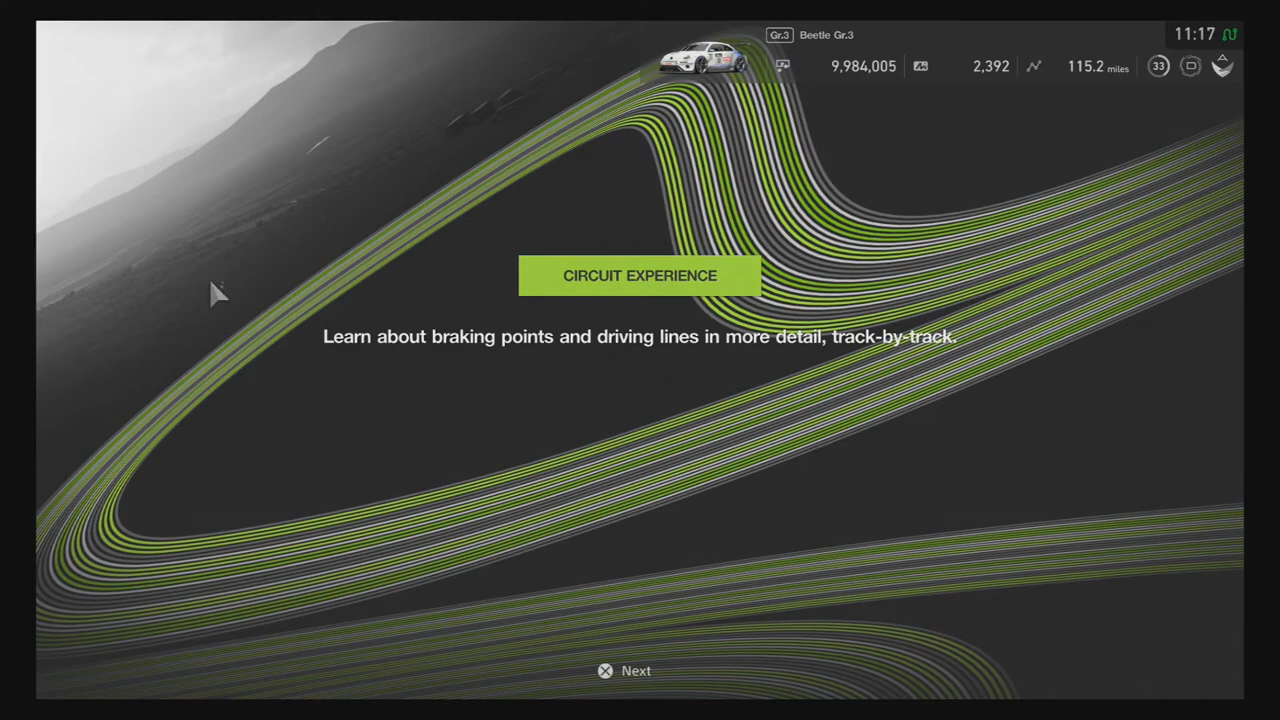 Gr.3 Beetle Gr.3
11:17
9,984,005 2,392 115.2 miles 33
CIRCUIT EXPERIENCE
Learn about braking points and driving lines in more detail, track-by-track.
Next